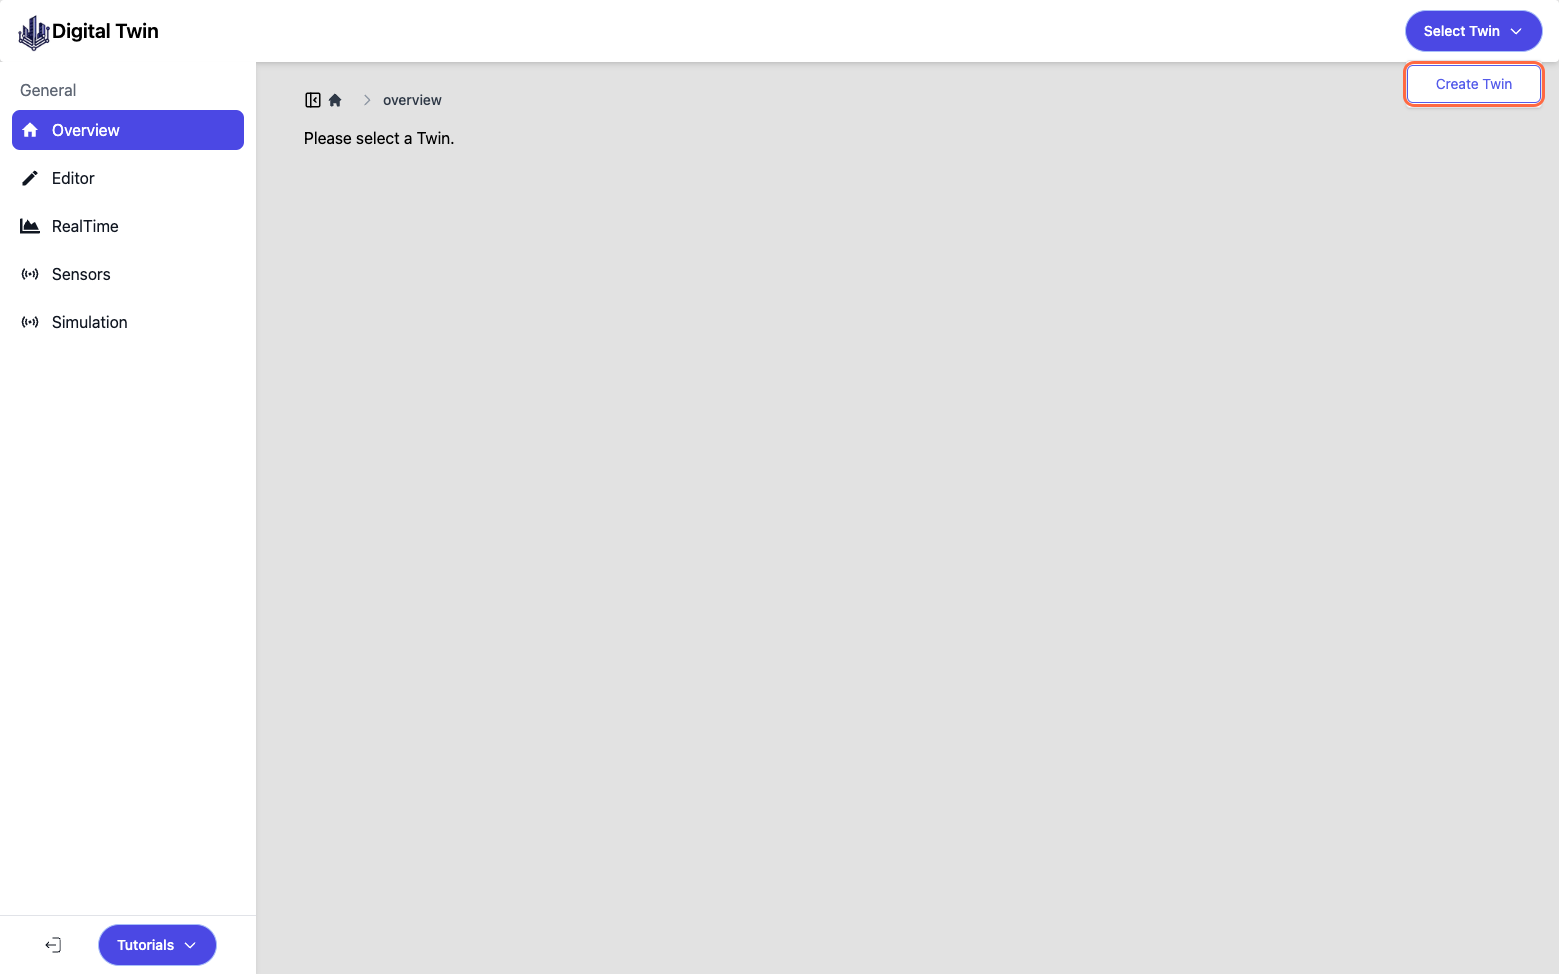 Digital Twin
Select Twin
Create Twin
General
Overview
Editor
RealTime
Sensors
Simulation
overview
Please select a Twin.
Tutorials